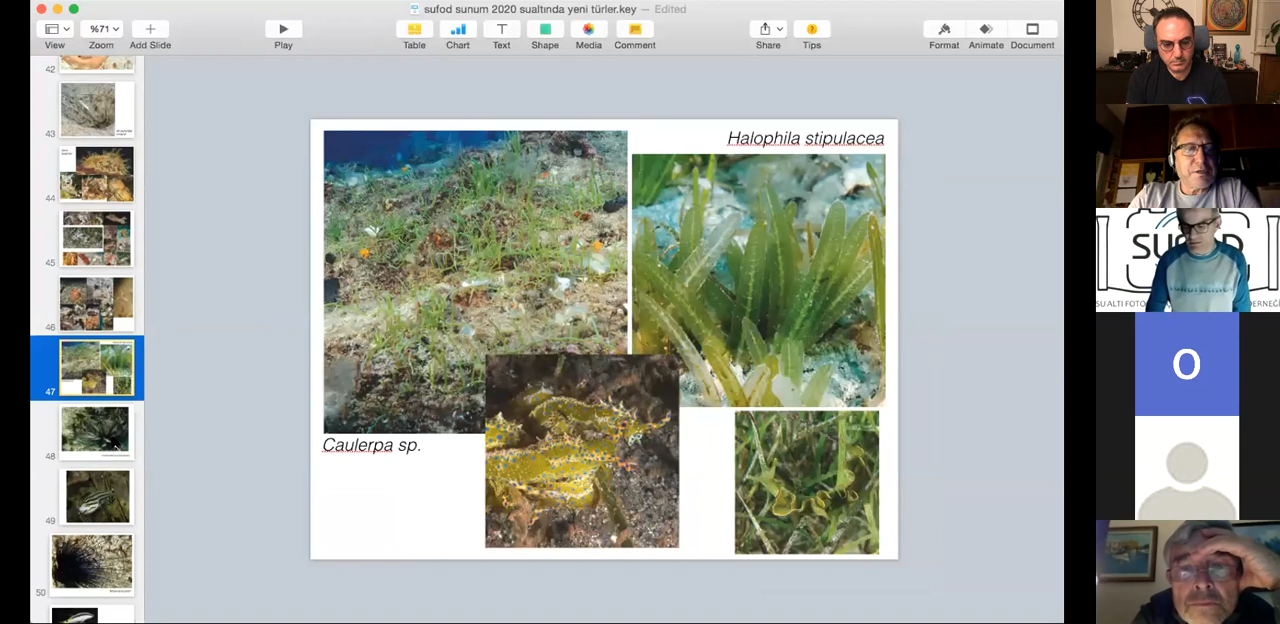 sufod sunum 2020 sualtında yeni türler.key — Edited
%71
View
Zoom
Add Slide
Play
Table
Chart
Text
Shape
Media
Comment
Share
Tips
Format
Animate
Document
42
43
44
45
46
47
48
49
50
Halophila stipulacea
Caulerpa sp.
SUFOD
SU ALTI FOTO
DERNEĞİ
O